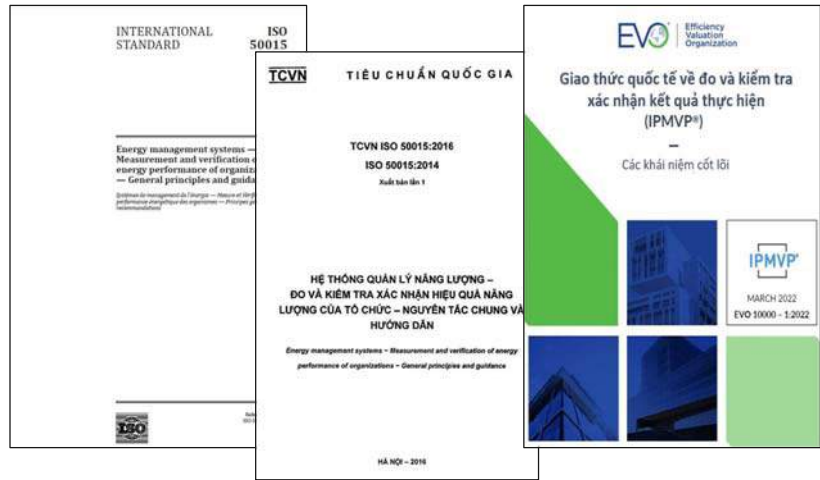 INTERNATIONAL
STANDARD
ISO
50015
Energy management systems —
Measurement and verification
energy performance of
— General principles and
ISO
TCVN
TIÊU CHUẨN QUỐC GIA
TCVN ISO 50015:2016
ISO 50015:2014
Xuất bản lần 1
HỆ THỐNG QUẢN LÝ NĂNG LƯỢNG –
ĐO VÀ KIỂM TRA XÁC NHẬN HIỆU QUẢ NĂNG
LƯỢNG CỦA TỔ CHỨC – NGUYÊN TẮC CHUNG VÀ
HƯỚNG DẪN
Energy management systems – Measurement and verification of energy
performance of organizations – General principles and guidance
HÀ NỘI – 2016
EVO
Efficiency
Valuation
Organization
Giao thức quốc tế về đo và kiểm tra
xác nhận kết quả thực hiện
(IPMVP®)
–
Các khái niệm cốt lõi
IPMVP®
MARCH 2022
EVO 10000 – 1:2022